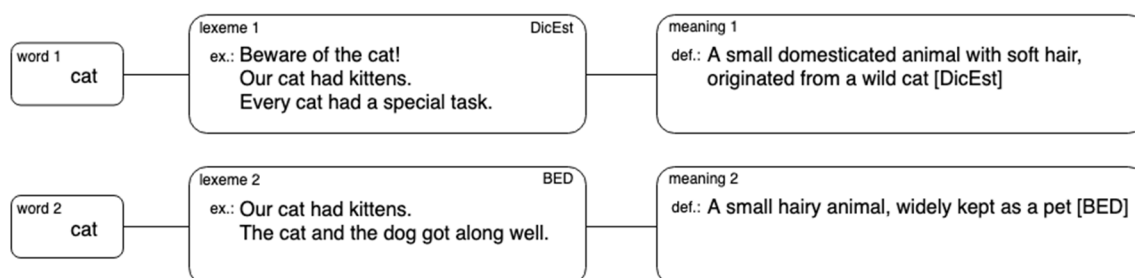 lexeme 1 DicEst
meaning 1
word 1
cat
ex.: Beware of the cat!
Our cat had kittens.
Every cat had a special task.
def.: A small domesticated animal with soft hair,
originated from a wild cat [DicEst]
lexeme 2 BED
meaning 2
word 2
cat
ex.: Our cat had kittens.
The cat and the dog got along well.
def.: A small hairy animal, widely kept as a pet [BED]